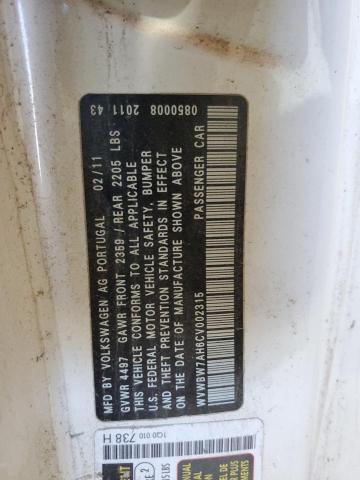 MFD BY VOLKSWAGEN AG PORTUGAL 02/11
GVWR 4497 GAWR FRONT 2359 / REAR 2205 LBS
THIS VEHICLE CONFORMS TO ALL APPLICABLE
U.S. FEDERAL MOTOR VEHICLE SAFETY, BUMPER
AND THEFT PREVENTION STANDARDS IN EFFECT
ON THE DATE OF MANUFACTURE SHOWN ABOVE
WVWBW7AH6CV002315 PASSENGER CAR
0850008 2011 43
1Q0 010 738 H